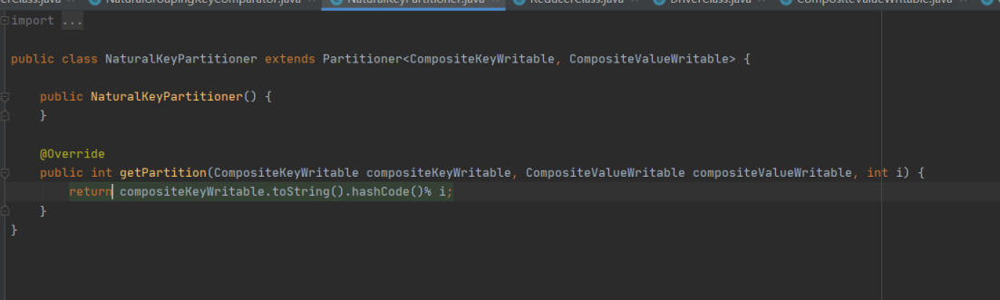 erClass.java NaturalGroupingKeyComparator.java NaturalKeyPartitioner.java ReducerClass.java DriverClass.java CompositeValueWritable.java
import ...
public class NaturalKeyPartitioner extends Partitioner<CompositeKeyWritable, CompositeValueWritable> {
public NaturalKeyPartitioner() {
}
@Override
public int getPartition(CompositeKeyWritable compositeKeyWritable, CompositeValueWritable compositeValueWritable, int i) {
return compositeKeyWritable.toString().hashCode()% i;
}
}